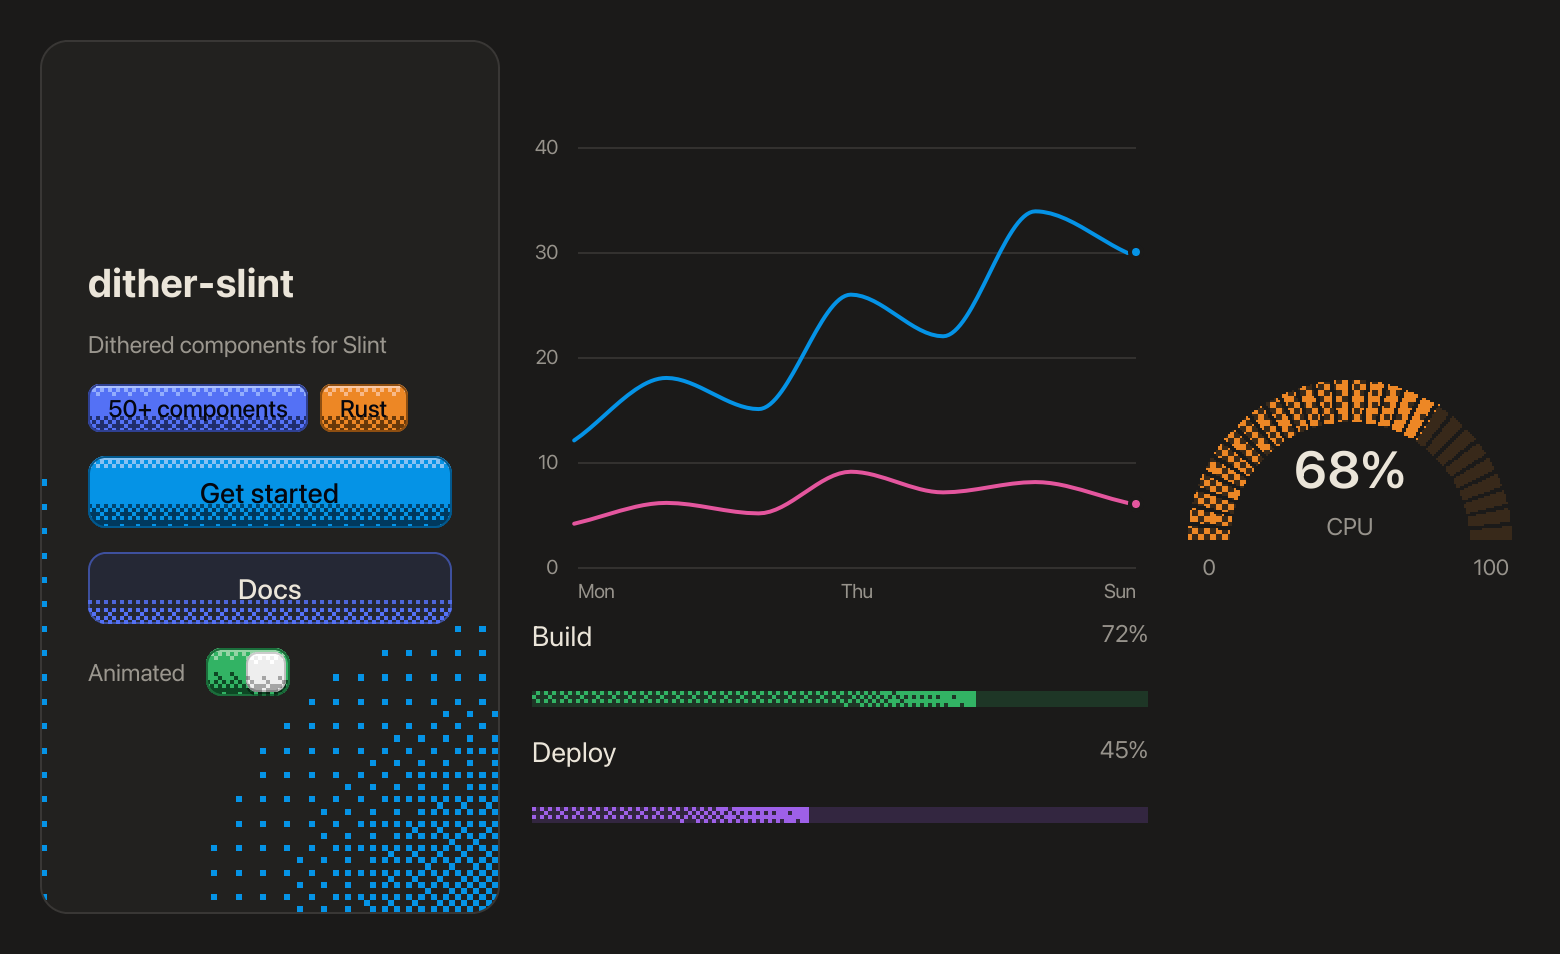 dither-slint
Dithered components for Slint
50+ components
Rust
Get started
Docs
Animated
40
30
20
10
0
Mon Thu Sun
Build 72%
Deploy 45%
68%
CPU
0 100